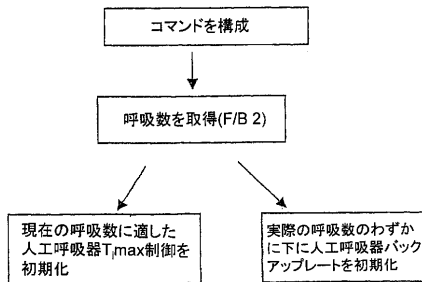 コマンドを構成
呼吸数を取得(F/B 2)
現在の呼吸数に適した
人工呼吸器Timax制御を
初期化
実際の呼吸数のわずか
に下に人工呼吸器バック
アップレートを初期化